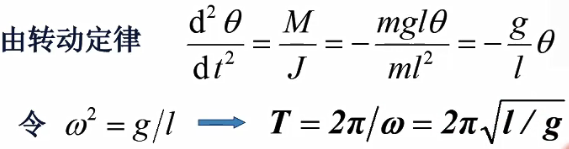 由转动定律 d²θ/dt² = M/J = −mglθ/ml² = −g/l θ
令 ω² = g/l → T = 2π/ω = 2π√(l/g)